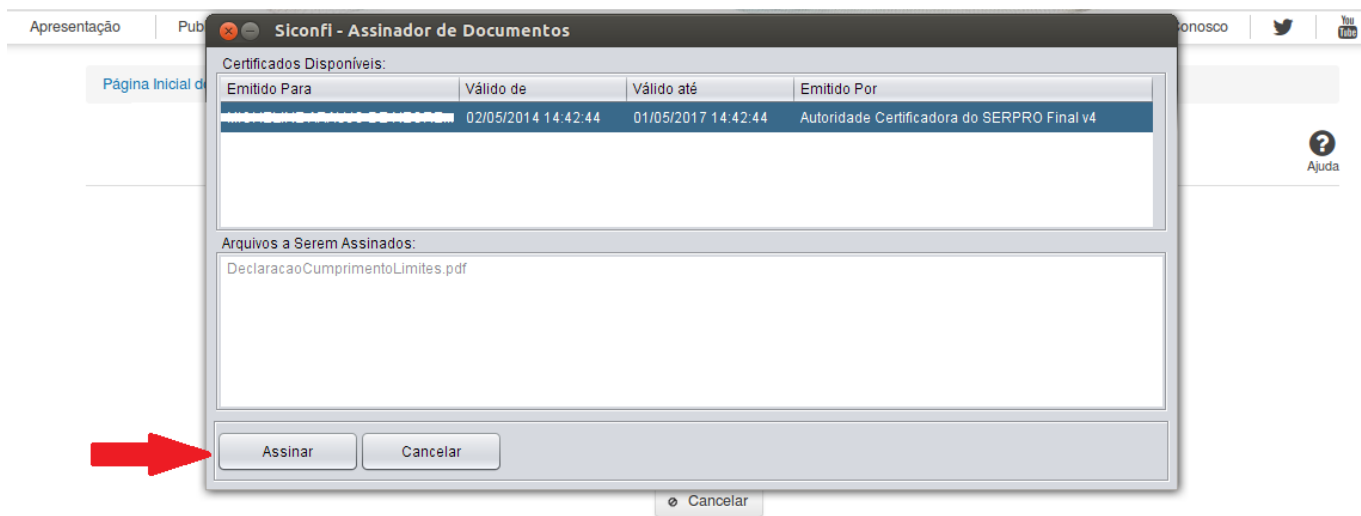 Apresentação
Pub
Siconfi - Assinador de Documentos
onosco
You
Tube
Certificados Disponíveis:
Página Inicial d
Emitido Para Válido de Válido até Emitido Por
02/05/2014 14:42:44 01/05/2017 14:42:44 Autoridade Certificadora do SERPRO Final v4
Ajuda
Arquivos a Serem Assinados:
DeclaracaoCumprimentoLimites.pdf
Assinar
Cancelar
Cancelar